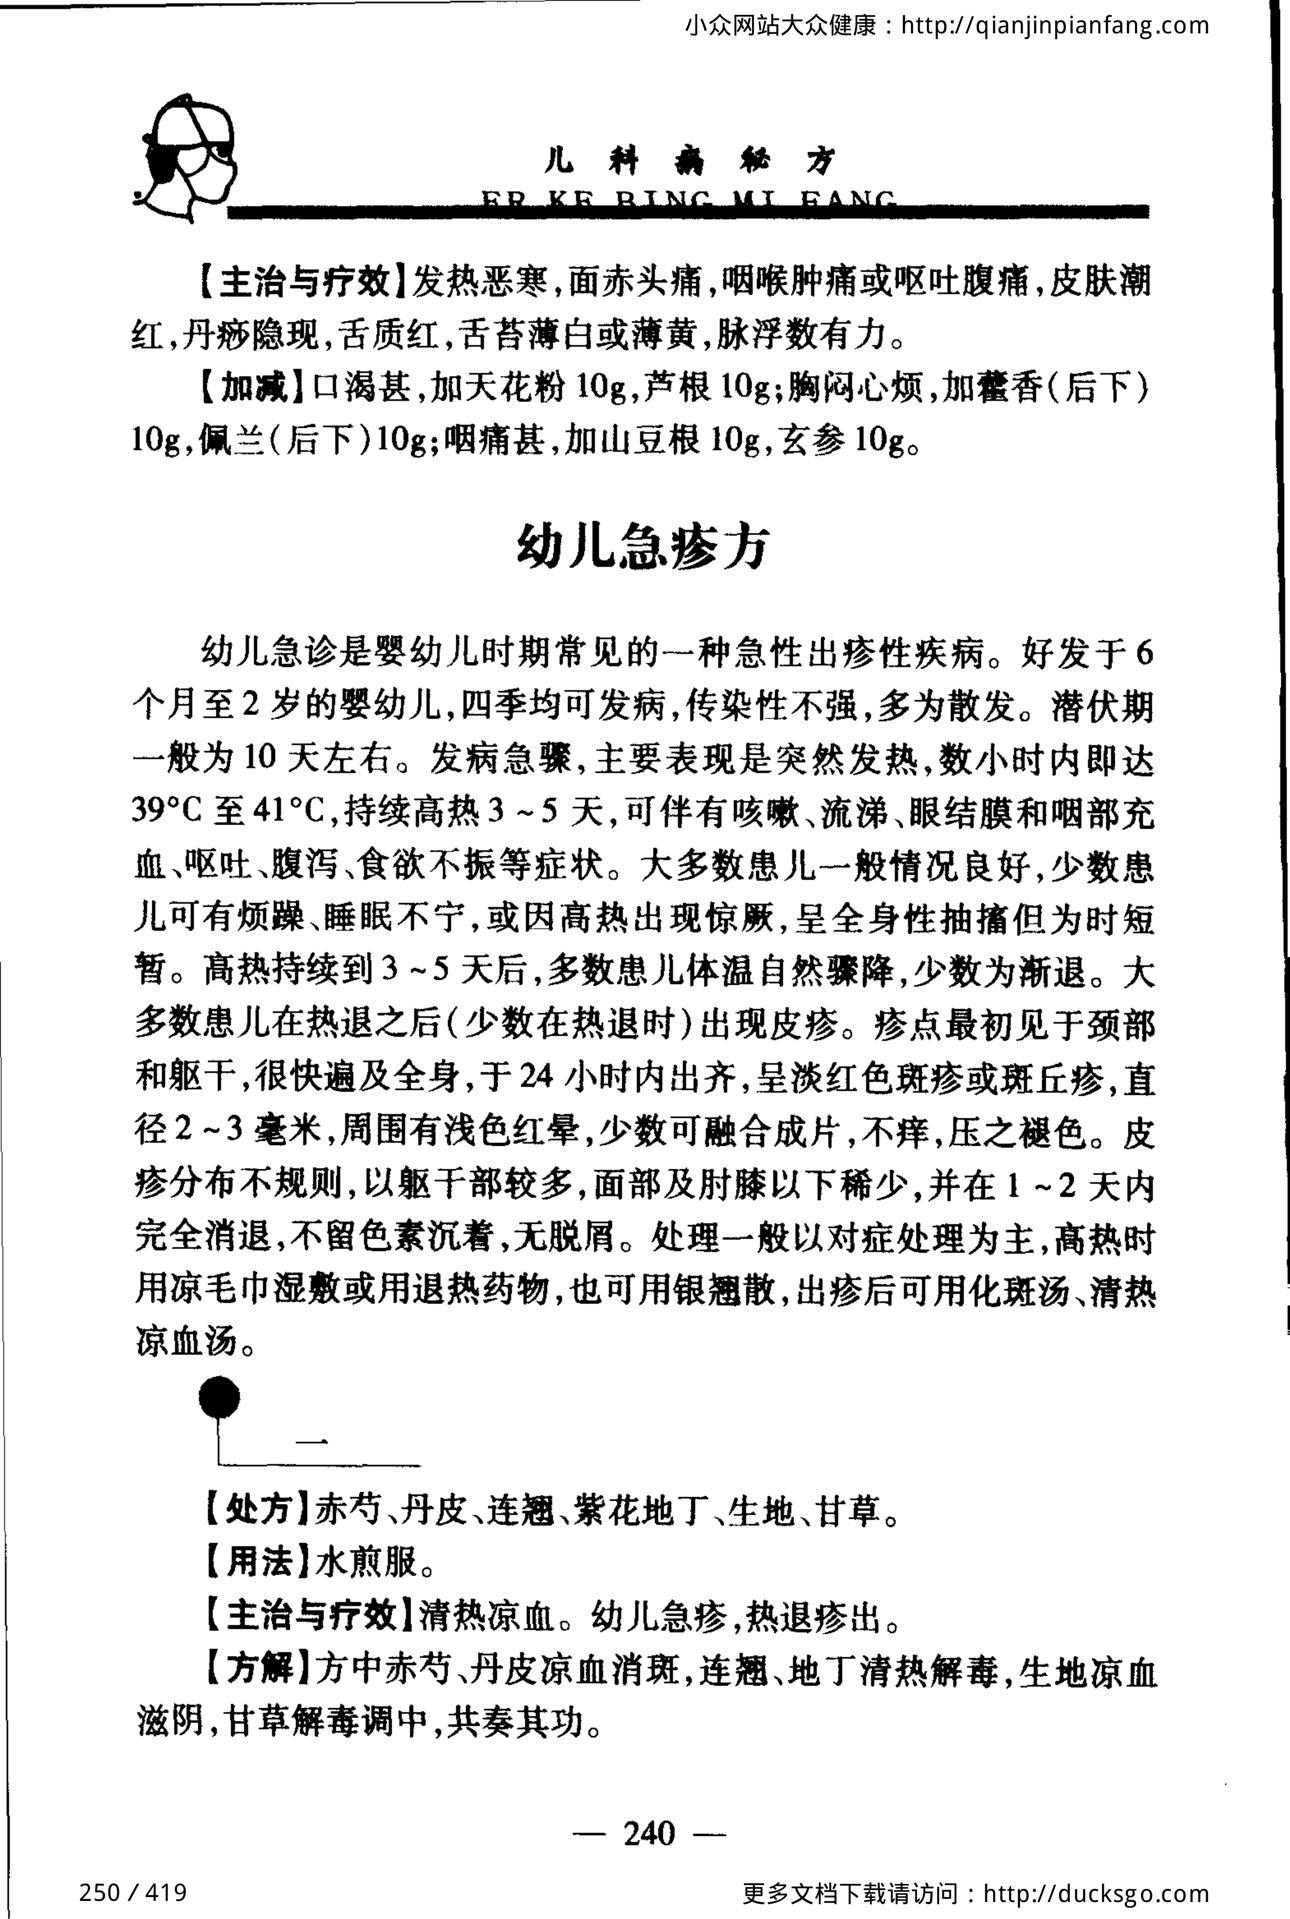 小众网站大众健康：http://qianjinpianfang.com
儿科病秘方
ER KE BING MI FANG
【主治与疗效】发热恶寒,面赤头痛,咽喉肿痛或呕吐腹痛,皮肤潮
红,丹痧隐现,舌质红,舌苔薄白或薄黄,脉浮数有力。
【加减】口渴甚,加天花粉10g,芦根10g;胸闷心烦,加藿香(后下)
10g,佩兰(后下)10g;咽痛甚,加山豆根10g,玄参10g。
幼儿急疹方
幼儿急诊是婴幼儿时期常见的一种急性出疹性疾病。好发于6
个月至2岁的婴幼儿,四季均可发病,传染性不强,多为散发。潜伏期
一般为10天左右。发病急骤,主要表现是突然发热,数小时内即达
39°C至41°C,持续高热3~5天,可伴有咳嗽、流涕、眼结膜和咽部充
血、呕吐、腹泻、食欲不振等症状。大多数患儿一般情况良好,少数患
儿可有烦躁、睡眠不宁,或因高热出现惊厥,呈全身性抽搐但为时短
暂。高热持续到3~5天后,多数患儿体温自然骤降,少数为渐退。大
多数患儿在热退之后(少数在热退时)出现皮疹。疹点最初见于颈部
和躯干,很快遍及全身,于24小时内出齐,呈淡红色斑疹或斑丘疹,直
径2~3毫米,周围有浅色红晕,少数可融合成片,不痒,压之褪色。皮
疹分布不规则,以躯干部较多,面部及肘膝以下稀少,并在1~2天内
完全消退,不留色素沉着,无脱屑。处理一般以对症处理为主,高热时
用凉毛巾湿敷或用退热药物,也可用银翘散,出疹后可用化斑汤、清热
凉血汤。
一
【处方】赤芍、丹皮、连翘、紫花地丁、生地、甘草。
【用法】水煎服。
【主治与疗效】清热凉血。幼儿急疹,热退疹出。
【方解】方中赤芍、丹皮凉血消斑,连翘、地丁清热解毒,生地凉血
滋阴,甘草解毒调中,共奏其功。
— 240 —
250 / 419
更多文档下载请访问：http://ducksgo.com